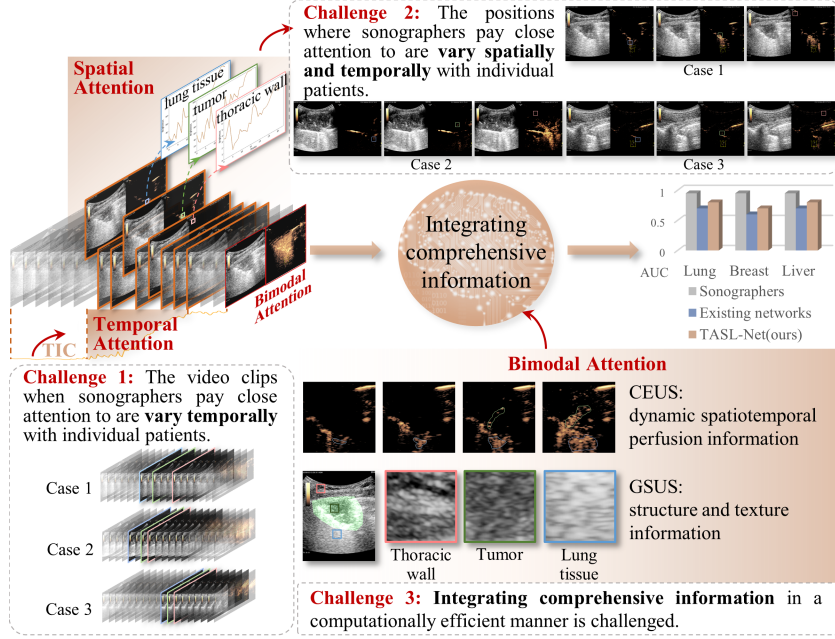 Challenge 2: The positions
where sonographers pay close
attention to are vary spatially
and temporally with individual
patients.
Case 1
Case 2
Case 3
Spatial
Attention
lung tissue
tumor
thoracic wall
Bimodal
Attention
Temporal
Attention
TIC
Integrating
comprehensive
information
1
0.5
0
AUC
Lung
Breast
Liver
Sonographers
Existing networks
TASL-Net(ours)
Challenge 1: The video clips
when sonographers pay close
attention to are vary temporally
with individual patients.
Case 1
Case 2
Case 3
Bimodal Attention
CEUS:
dynamic spatiotemporal
perfusion information
GSUS:
structure and texture
information
Thoracic
wall
Tumor
Lung
tissue
Challenge 3: Integrating comprehensive information in a
computationally efficient manner is challenged.